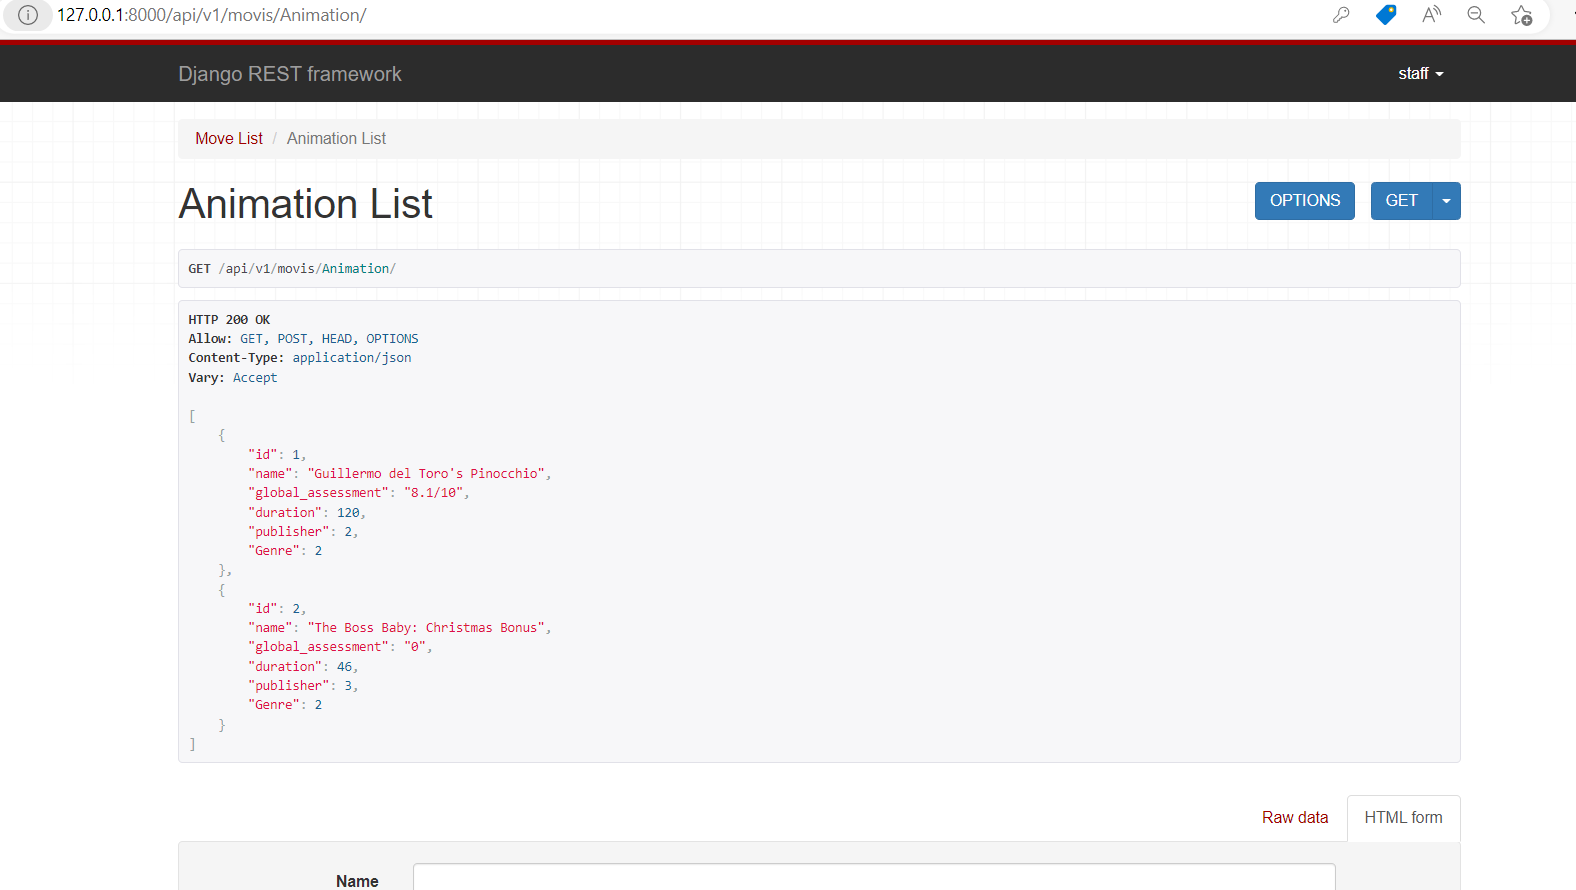 127.0.0.1:8000/api/v1/movis/Animation/
Django REST framework
staff
Move List / Animation List
Animation List
OPTIONS
GET
GET /api/v1/movis/Animation/
HTTP 200 OK
Allow: GET, POST, HEAD, OPTIONS
Content-Type: application/json
Vary: Accept
[
    {
        "id": 1,
        "name": "Guillermo del Toro's Pinocchio",
        "global_assessment": "8.1/10",
        "duration": 120,
        "publisher": 2,
        "Genre": 2
    },
    {
        "id": 2,
        "name": "The Boss Baby: Christmas Bonus",
        "global_assessment": "0",
        "duration": 46,
        "publisher": 3,
        "Genre": 2
    }
]
Raw data
HTML form
Name